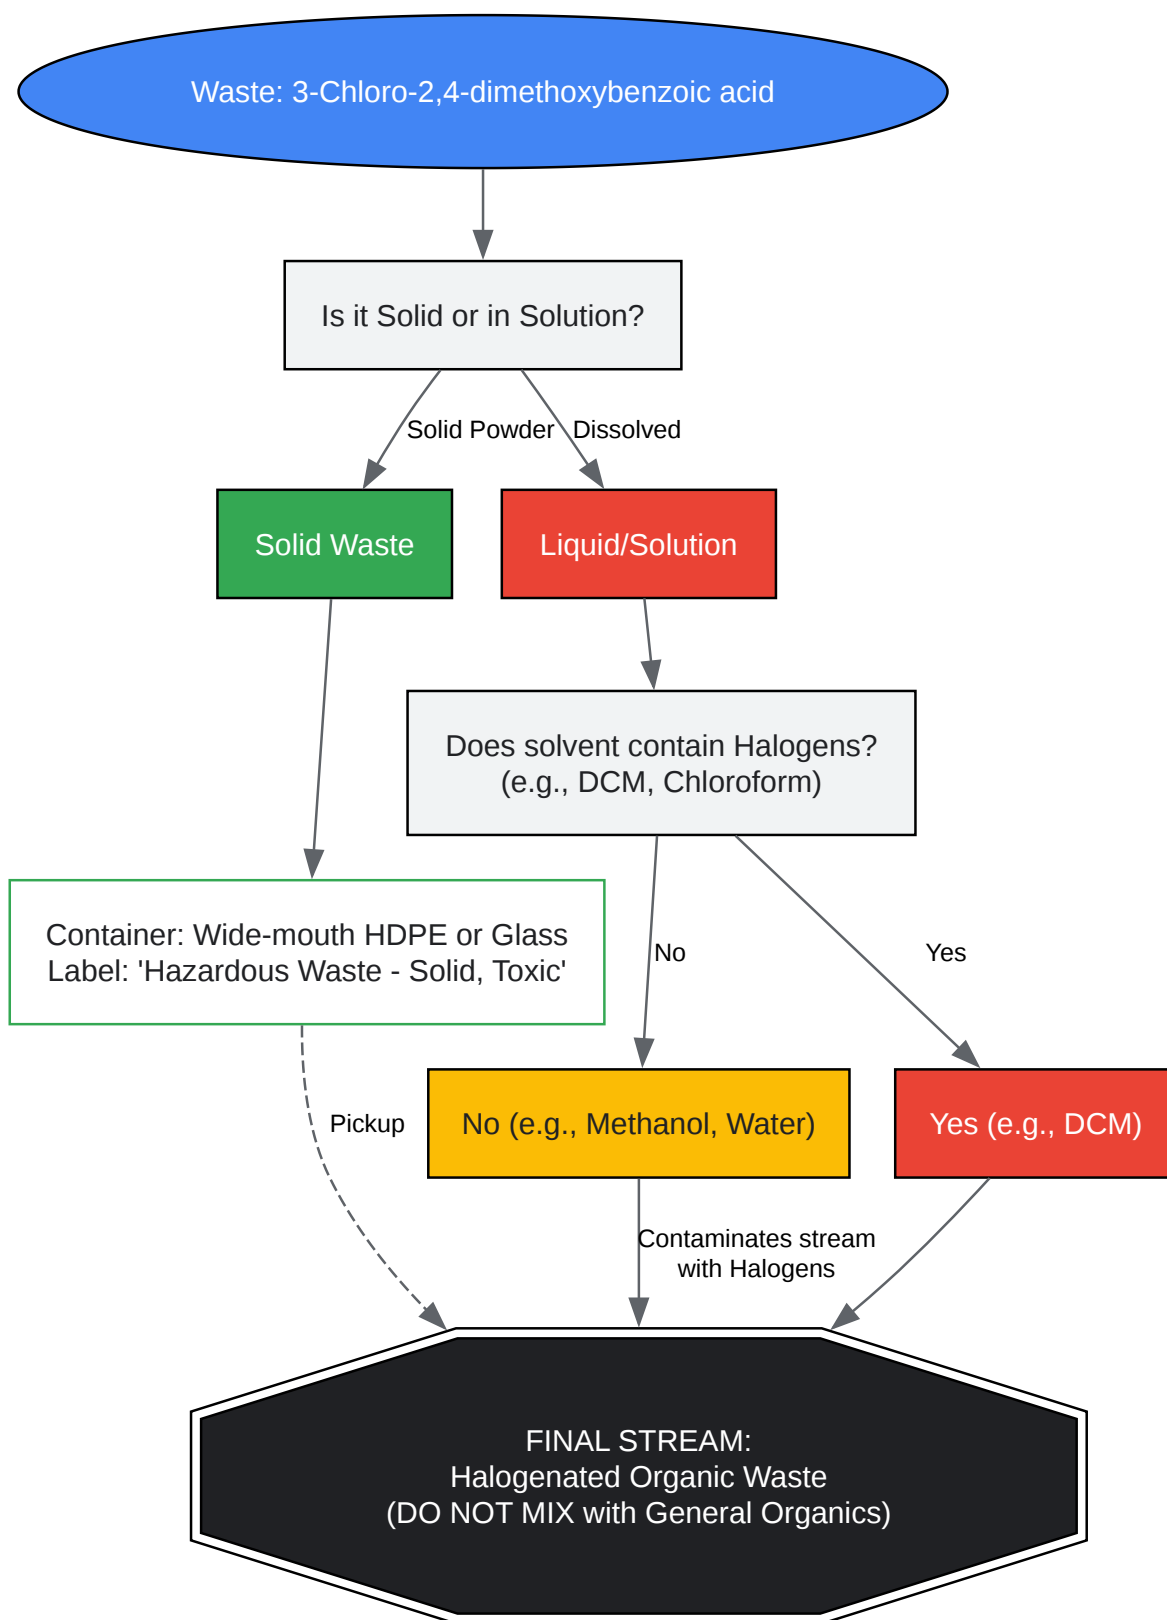 Waste: 3-Chloro-2,4-dimethoxybenzoic acid
Is it Solid or in Solution?
Solid Powder
Dissolved
Solid Waste
Liquid/Solution
Does solvent contain Halogens?
(e.g., DCM, Chloroform)
Container: Wide-mouth HDPE or Glass
Label: 'Hazardous Waste - Solid, Toxic'
No
Yes
Pickup
No (e.g., Methanol, Water)
Yes (e.g., DCM)
Contaminates stream
with Halogens
FINAL STREAM:
Halogenated Organic Waste
(DO NOT MIX with General Organics)